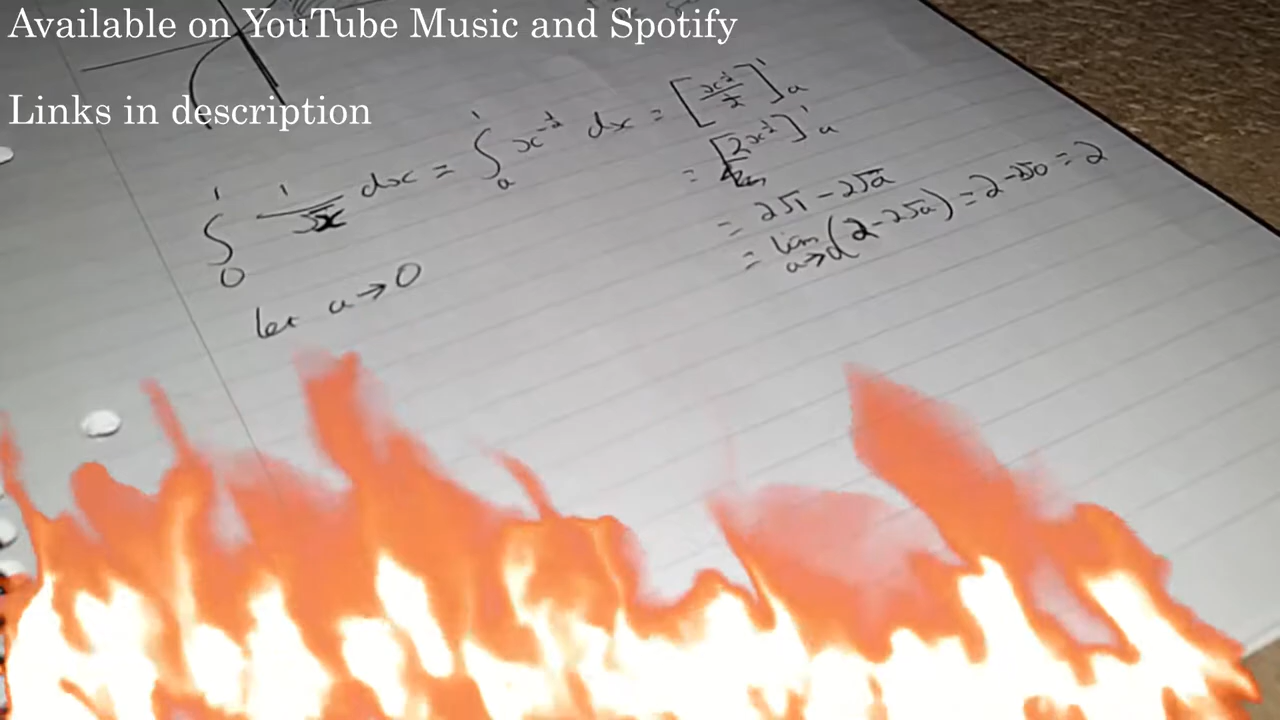 Available on YouTube Music and Spotify
Links in description
∫₀¹ 1/√x dx = ∫ₐ¹ x^(-1/2) dx = [x^(1/2)/(1/2)]ₐ¹
= [2x^(1/2)]ₐ¹
= 2√1 - 2√a
= lim a→0 (2-2√a) = 2-2√0 = 2
let a→0